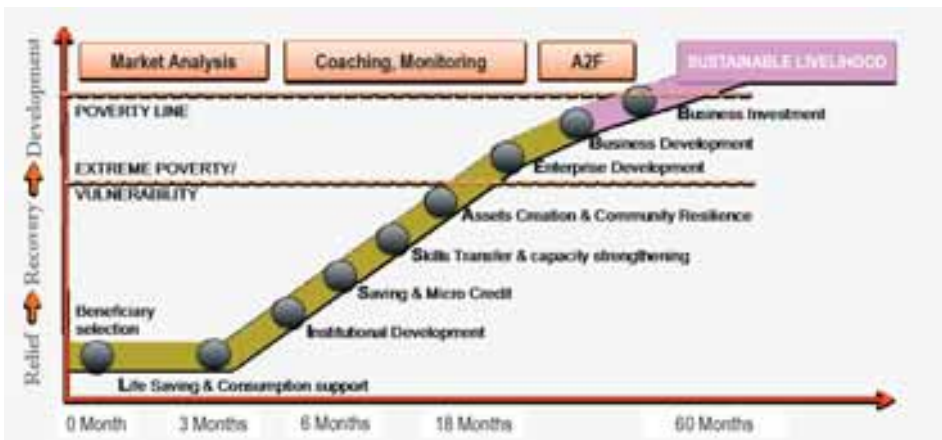 Market Analysis
Coaching, Monitoring
A2F
SUSTAINABLE LIVELIHOOD
POVERTY LINE
Business Investment
Business Development
EXTREME POVERTY/
VULNERABILITY
Enterprise Development
Assets Creation & Community Resilience
Skills Transfer & capacity strengthening
Saving & Micro Credit
Beneficiary
selection
Institutional Development
Life Saving & Consumption support
Relief
Recovery
Development
0 Month
3 Months
6 Months
18 Months
60 Months